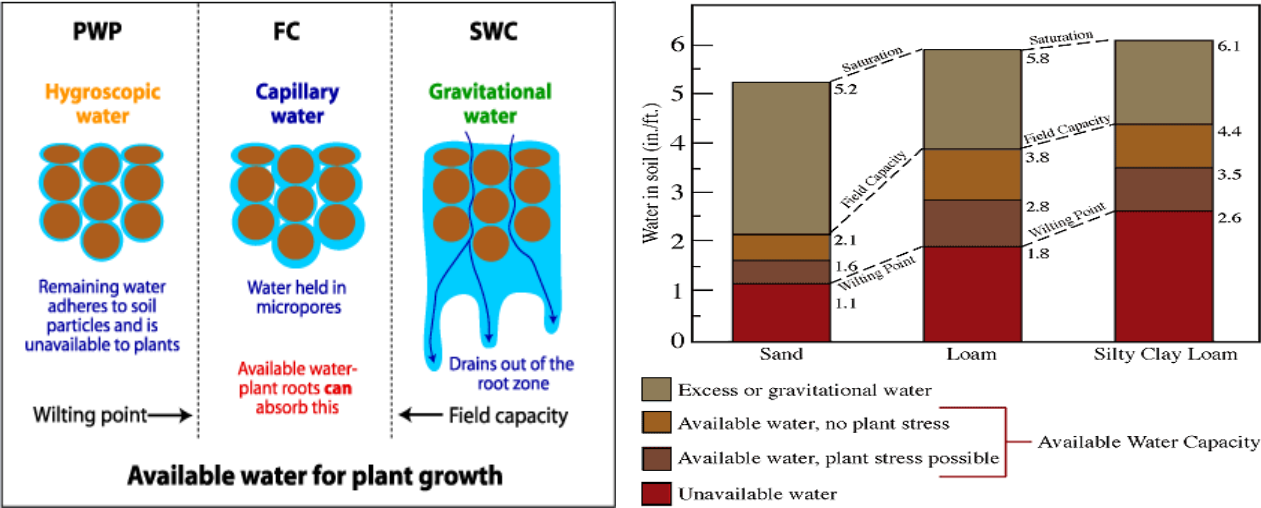 PWP
FC
SWC
Hygroscopic
water
Capillary
water
Gravitational
water
Remaining water
adheres to soil
particles and is
unavailable to plants
Water held in
micropores
Available water-
plant roots can
absorb this
Drains out of the
root zone
Wilting point
Field capacity
Available water for plant growth
Water in soil (in./ft.)
6
5
4
3
2
1
0
5.2
2.1
1.6
1.1
Saturation
Field Capacity
Wilting Point
5.8
3.8
2.8
1.8
Saturation
Field Capacity
Wilting Point
6.1
4.4
3.5
2.6
Sand
Loam
Silty Clay Loam
Excess or gravitational water
Available water, no plant stress
Available water, plant stress possible
Unavailable water
Available Water Capacity